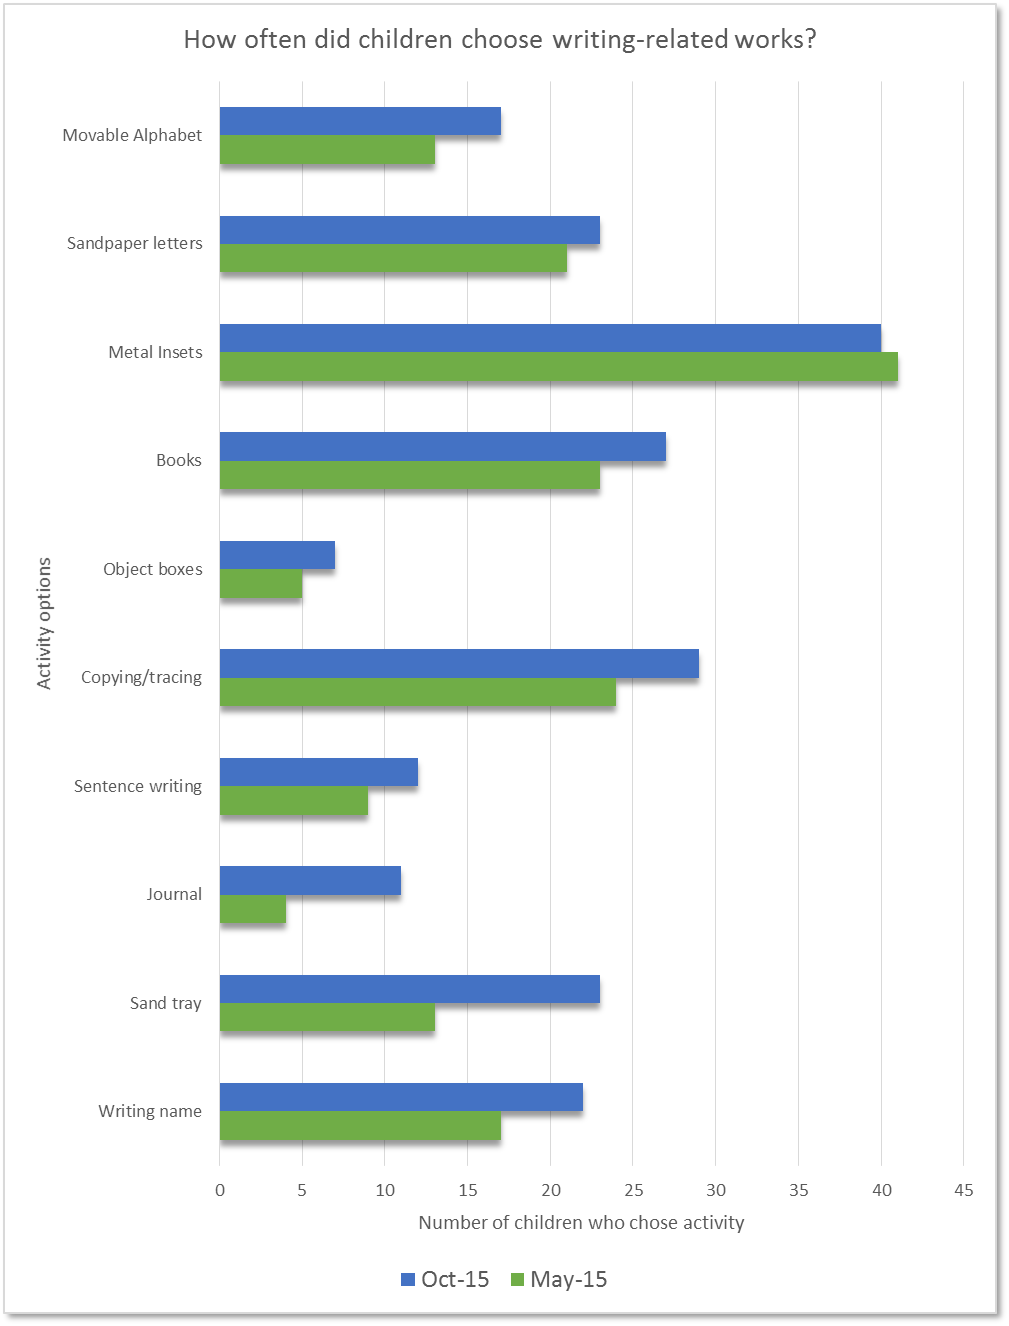 How often did children choose writing-related works?
Movable Alphabet
Sandpaper letters
Metal Insets
Books
Object boxes
Copying/tracing
Sentence writing
Journal
Sand tray
Writing name
Activity options
0 5 10 15 20 25 30 35 40 45
Number of children who chose activity
Oct-15 May-15